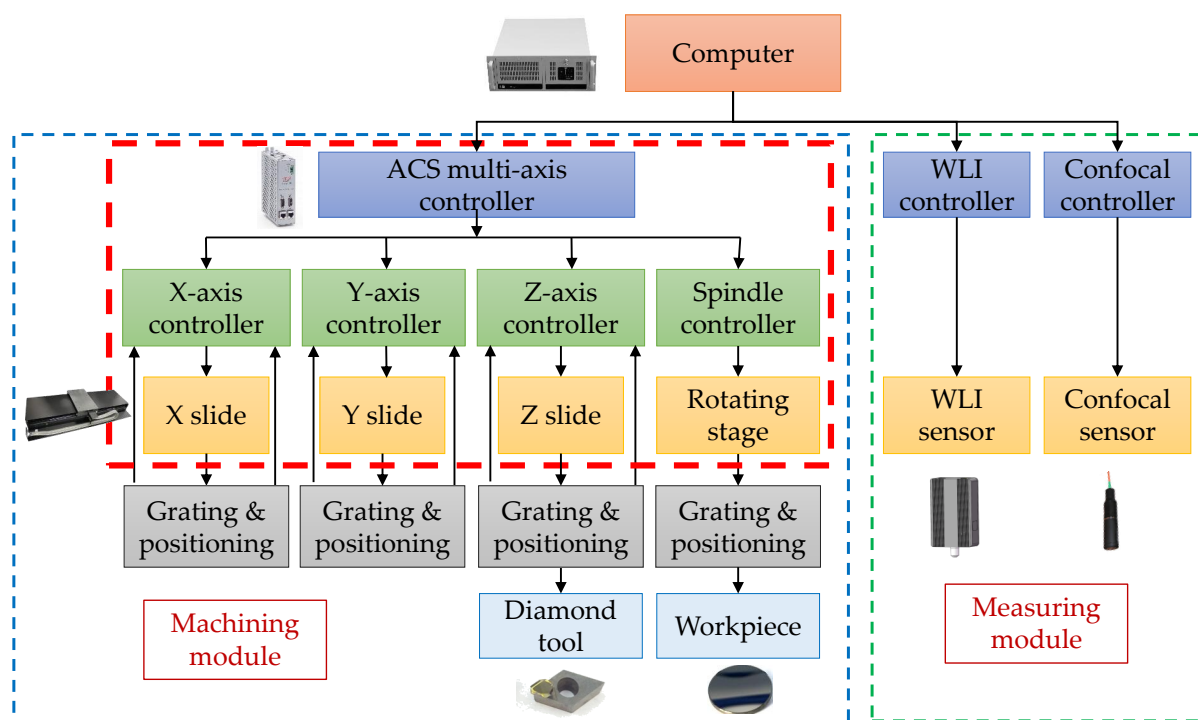 Computer
ACS multi-axis
controller
WLI
controller
Confocal
controller
X-axis
controller
Y-axis
controller
Z-axis
controller
Spindle
controller
X slide
Y slide
Z slide
Rotating
stage
WLI
sensor
Confocal
sensor
Grating &
positioning
Grating &
positioning
Grating &
positioning
Grating &
positioning
Machining
module
Diamond
tool
Workpiece
Measuring
module